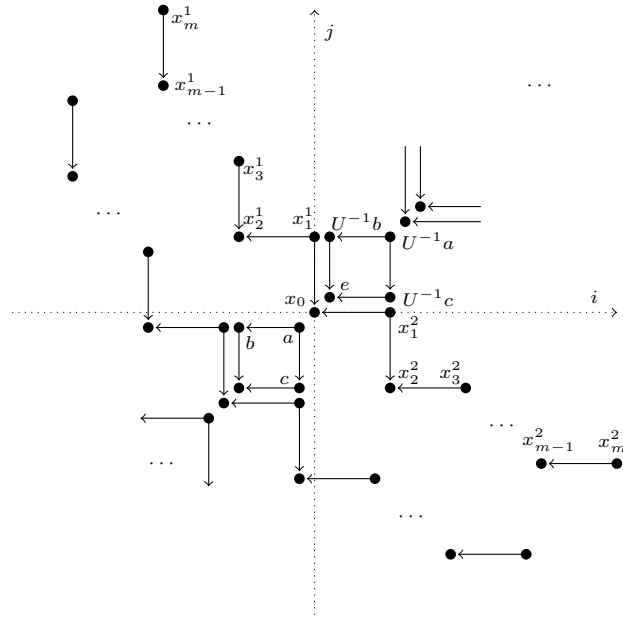 x_m^1
j
x_{m-1}^1
...
...
x_3^1
...
x_2^1 x_1^1 U^{-1}b
U^{-1}a
e
x_0 U^{-1}c i
x_1^2
b a
c x_2^2 x_3^2
...
x_{m-1}^2 x_m^2
...
...